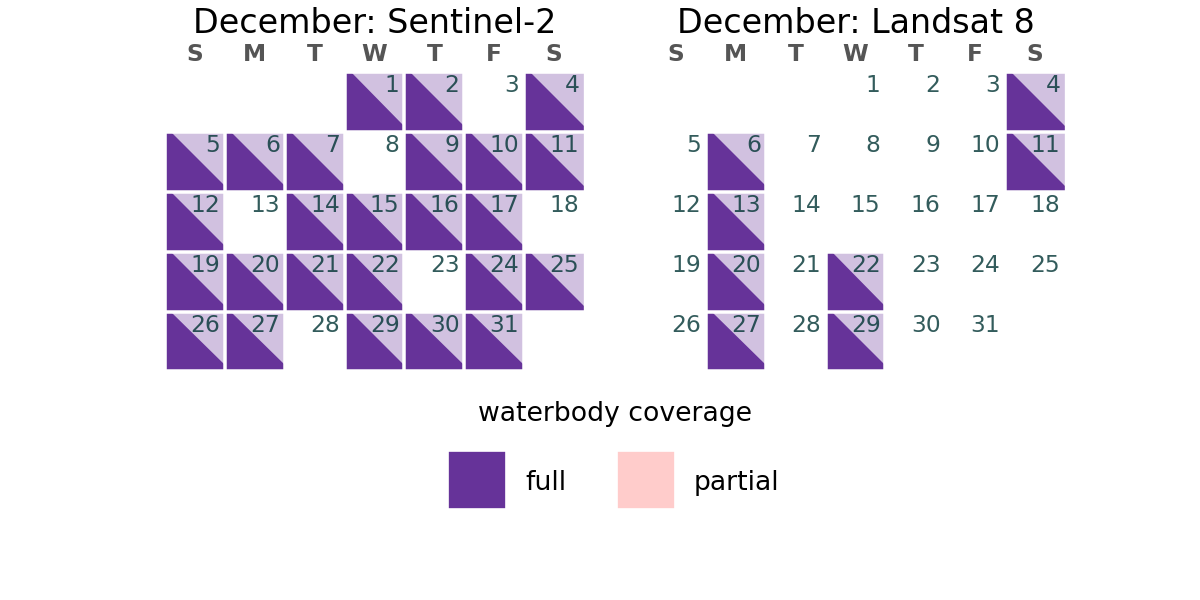 December: Sentinel-2
S M T W T F S
1 2 3 4
5 6 7 8 9 10 11
12 13 14 15 16 17 18
19 20 21 22 23 24 25
26 27 28 29 30 31
December: Landsat 8
S M T W T F S
1 2 3 4
5 6 7 8 9 10 11
12 13 14 15 16 17 18
19 20 21 22 23 24 25
26 27 28 29 30 31
waterbody coverage
full partial